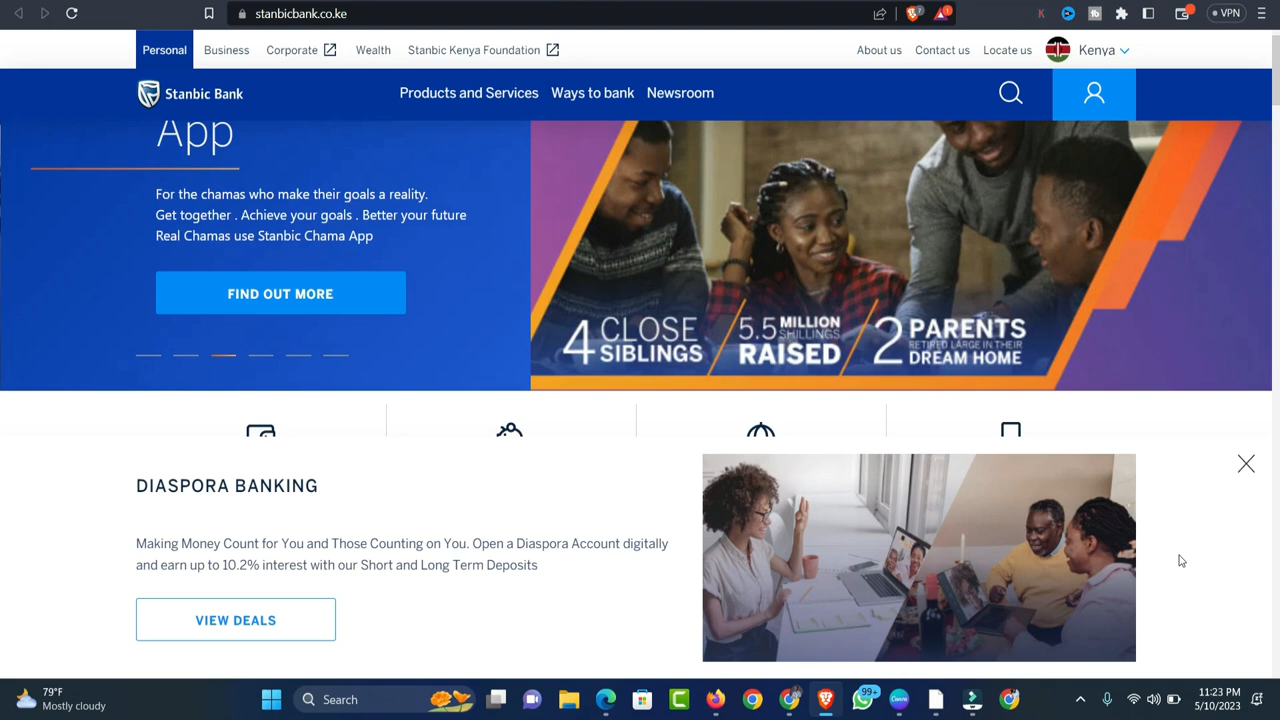 stanbicbank.co.ke
7
1
K
tb
VPN
Personal
Business
Corporate
Wealth
Stanbic Kenya Foundation
About us
Contact us
Locate us
Kenya
Stanbic Bank
Products and Services
Ways to bank
Newsroom
App
For the chamas who make their goals a reality.
Get together . Achieve your goals . Better your future
Real Chamas use Stanbic Chama App
FIND OUT MORE
4 CLOSE SIBLINGS
5.5 MILLION SHILLINGS RAISED
2 PARENTS RETIRED LARGE IN THEIR DREAM HOME
DIASPORA BANKING
Making Money Count for You and Those Counting on You. Open a Diaspora Account digitally
and earn up to 10.2% interest with our Short and Long Term Deposits
VIEW DEALS
79°F
Mostly cloudy
Search
99+
Canva
11:23 PM
5/10/2023